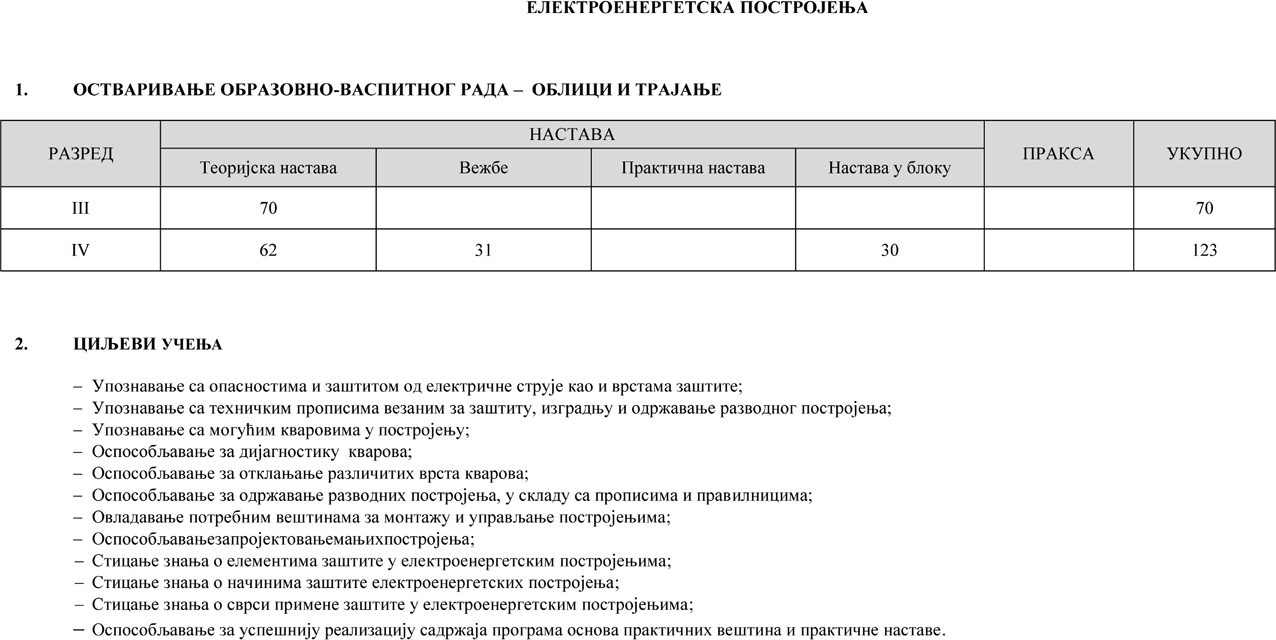 ЕЛЕКТРОЕНЕРГЕТСКА ПОСТРОЈЕЊА
1. ОСТВАРИВАЊЕ ОБРАЗОВНО-ВАСПИТНОГ РАДА – ОБЛИЦИ И ТРАЈАЊЕ
РАЗРЕД НАСТАВА ПРАКСА УКУПНО
Теоријска настава Вежбе Практична настава Настава у блоку
III 70 70
IV 62 31 30 123
2. ЦИЉЕВИ УЧЕЊА
– Упознавање са опасностима и заштитом од електричне струје као и врстама заштите;
– Упознавање са техничким прописима везаним за заштиту, изградњу и одржавање разводног постројења;
– Упознавање са могућим кваровима у постројењу;
– Оспособљавање за дијагностику кварова;
– Оспособљавање за отклањање различитих врста кварова;
– Оспособљавање за одржавање разводних постројења, у складу са прописима и правилницима;
– Овладавање потребним вештинама за монтажу и управљање постројењима;
– Оспособљавањезапројектовањемањихпостројења;
– Стицање знања о елементима заштите у електроенергетским постројењима;
– Стицање знања о начинима заштите електроенергетских постројења;
– Стицање знања о сврси примене заштите у електроенергетским постројењима;
– Оспособљавање за успешнију реализацију садржаја програма основа практичних вештина и практичне наставе.